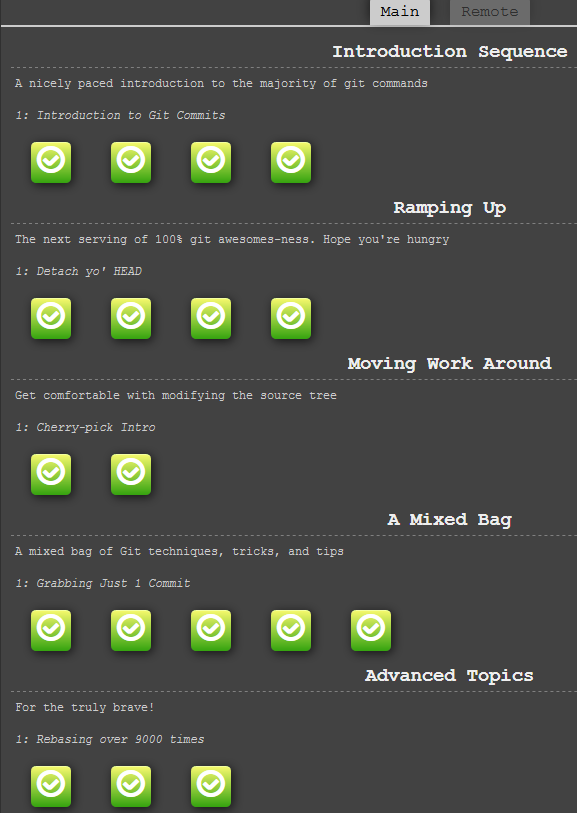 Main Remote
Introduction Sequence
A nicely paced introduction to the majority of git commands
1: Introduction to Git Commits
Ramping Up
The next serving of 100% git awesomes-ness. Hope you're hungry
1: Detach yo' HEAD
Moving Work Around
Get comfortable with modifying the source tree
1: Cherry-pick Intro
A Mixed Bag
A mixed bag of Git techniques, tricks, and tips
1: Grabbing Just 1 Commit
Advanced Topics
For the truly brave!
1: Rebasing over 9000 times